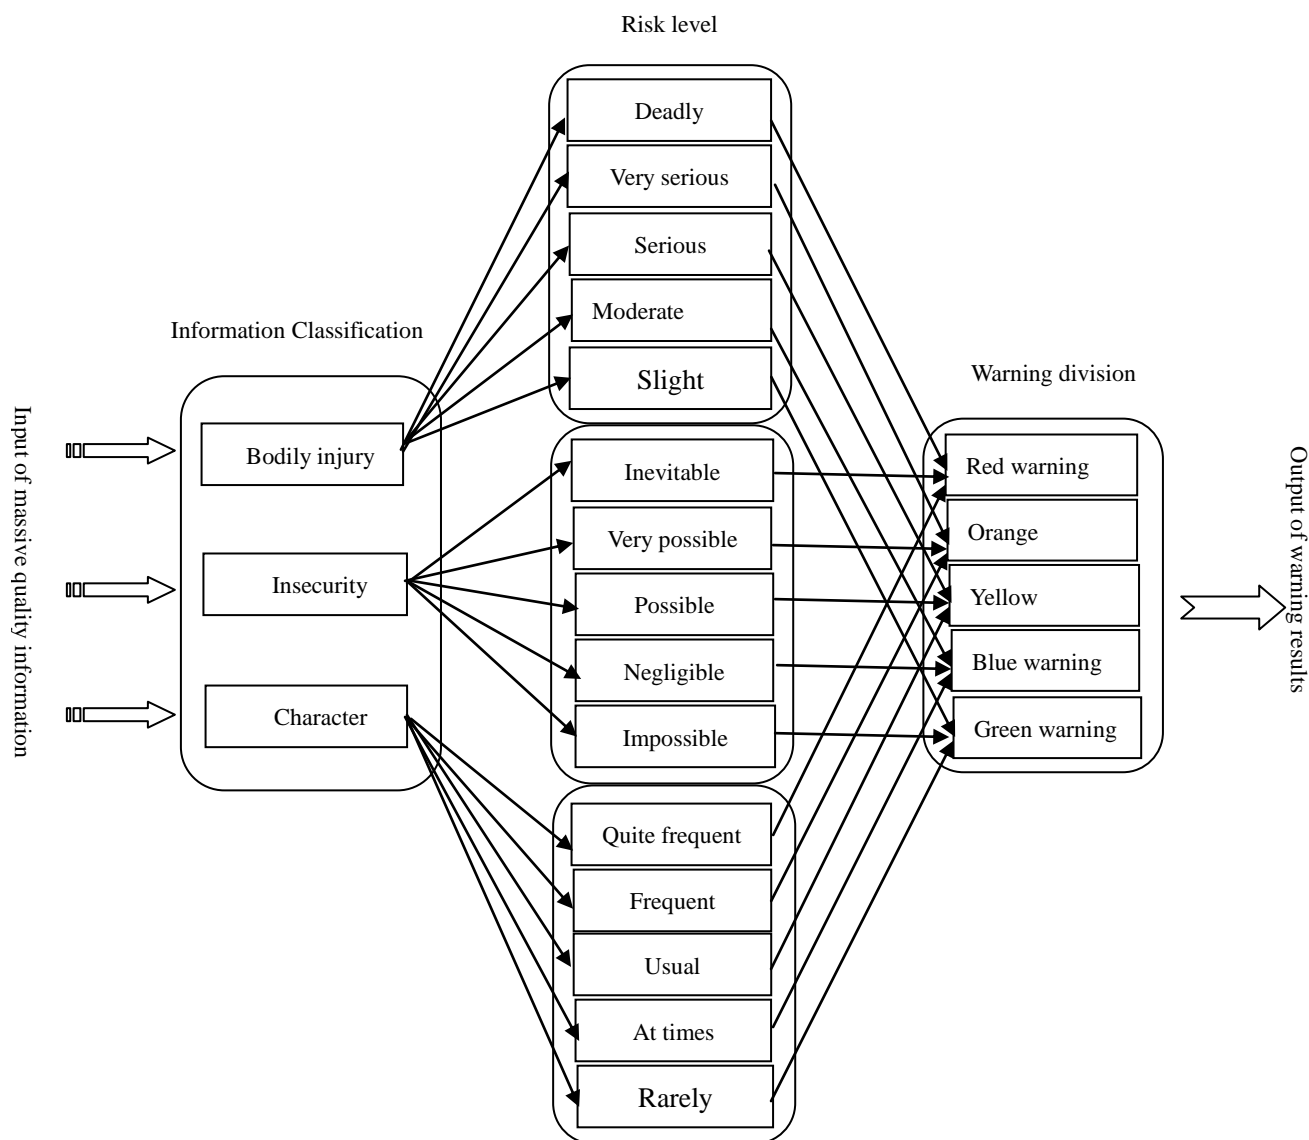 Risk level
Deadly
Very serious
Serious
Moderate
Slight
Information Classification
Bodily injury
Insecurity
Character
Input of massive quality information
Inevitable
Very possible
Possible
Negligible
Impossible
Quite frequent
Frequent
Usual
At times
Rarely
Warning division
Red warning
Orange
Yellow
Blue warning
Green warning
Output of warning results